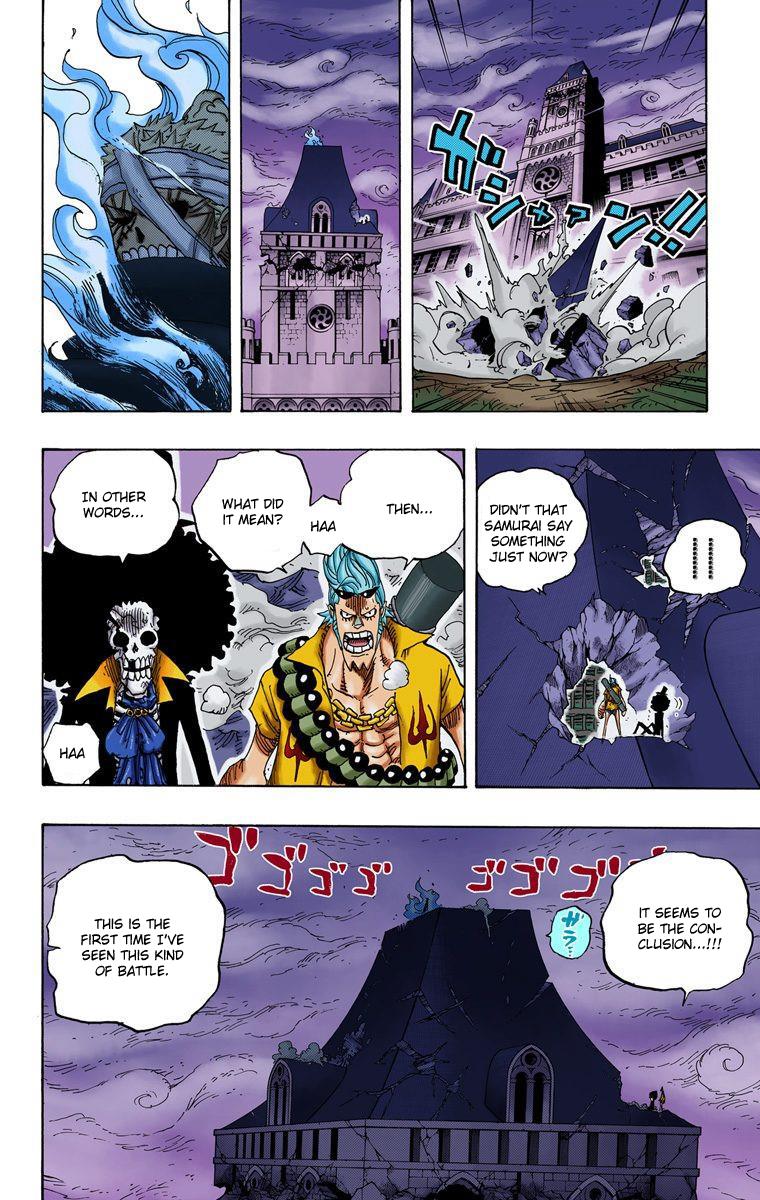 ガシャァン!!
DIDN'T THAT
SAMURAI SAY
SOMETHING
JUST NOW?
!!
THEN...
HAA
WHAT DID
IT MEAN?
IN OTHER
WORDS...
HAA
IT SEEMS TO
BE THE CON-
CLUSION...!!!
ガラ...
ゴゴゴゴ
ゴゴゴゴ
THIS IS THE
FIRST TIME I'VE
SEEN THIS KIND
OF BATTLE.